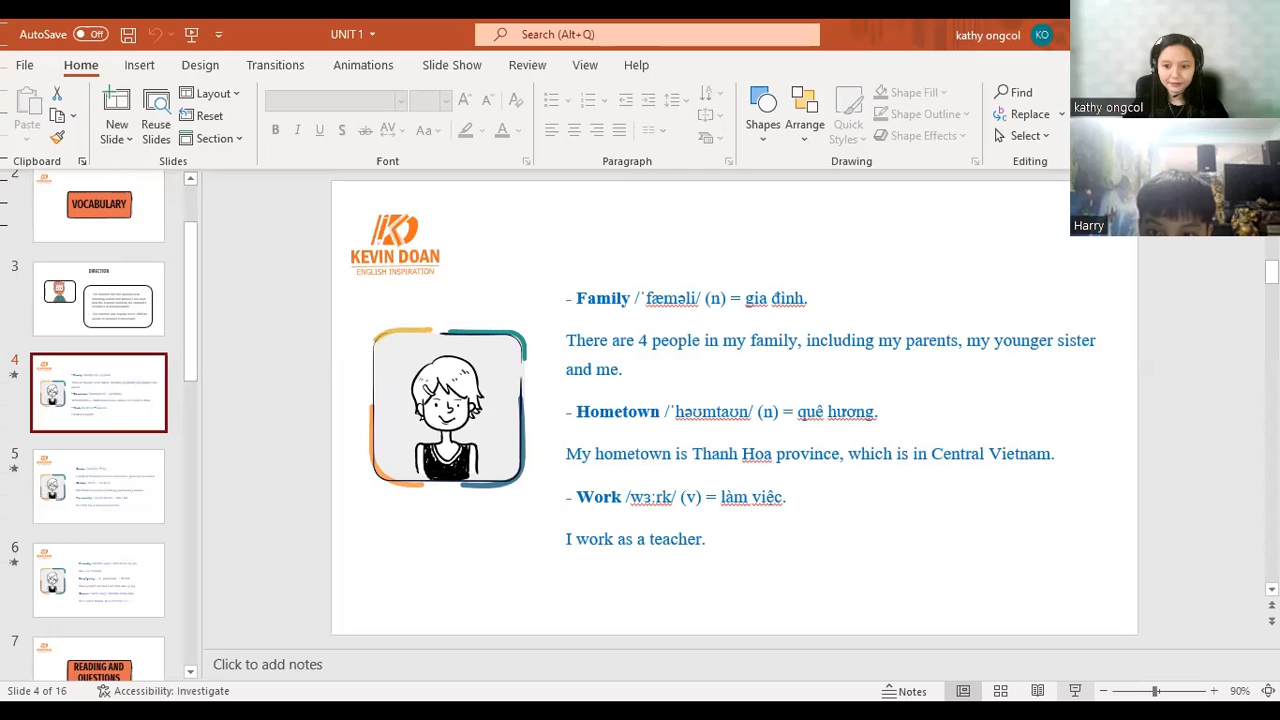 AutoSave Off UNIT 1 Search (Alt+Q) kathy ongcol KO
File Home Insert Design Transitions Animations Slide Show Review View Help
Paste New Slide Reuse Slides Layout Reset Section
Shapes Arrange Quick Styles Shape Fill Shape Outline Shape Effects Find Replace Select
Clipboard Slides Font Paragraph Drawing Editing
kathy ongcol
Harry
2
VOCABULARY
3
DIRECTION
4
5
6
7
READING AND
QUESTIONS
KEVIN DOAN
ENGLISH INSPIRATION
- Family /ˈfæməli/ (n) = gia đình.
There are 4 people in my family, including my parents, my younger sister
and me.
- Hometown /ˈhəʊmtaʊn/ (n) = quê hương.
My hometown is Thanh Hoa province, which is in Central Vietnam.
- Work /wɜːrk/ (v) = làm việc.
I work as a teacher.
Click to add notes
Slide 4 of 16 Accessibility: Investigate Notes 90%